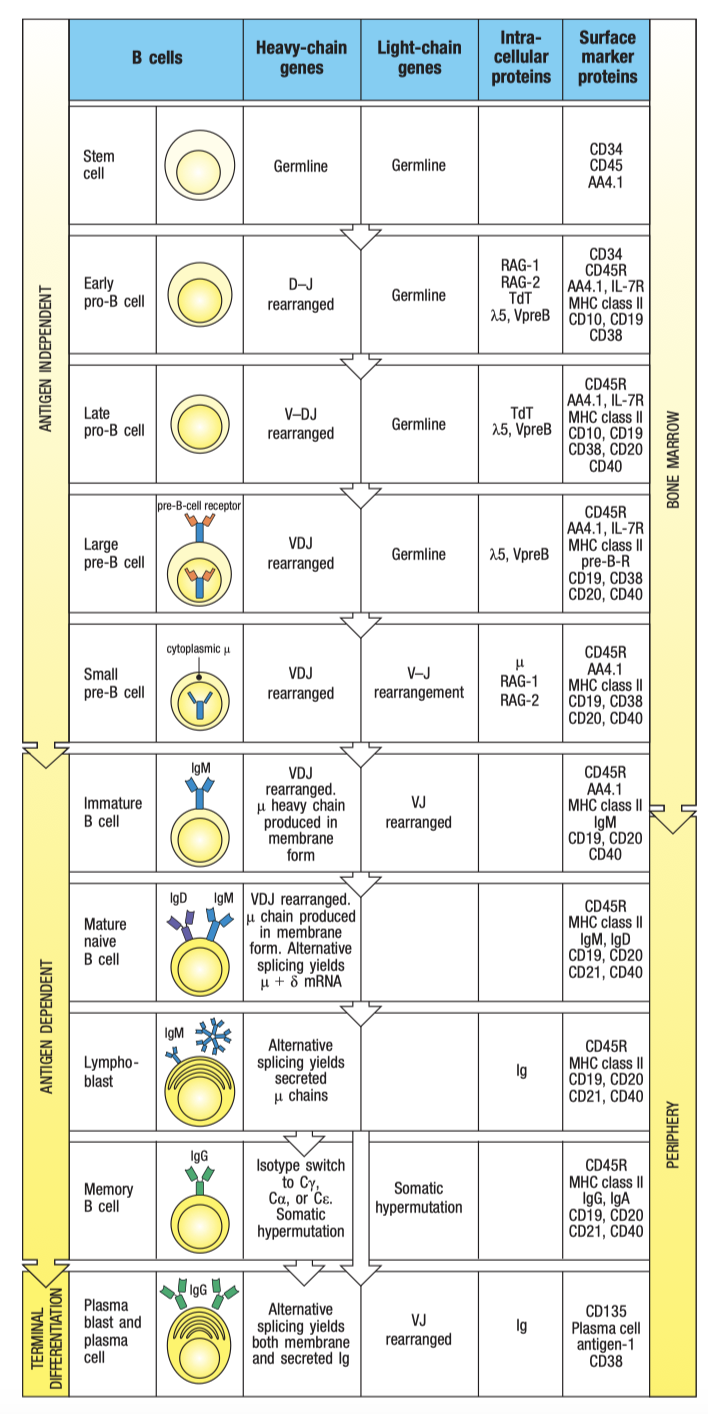 B cells
Heavy-chain
genes
Light-chain
genes
Intra-
cellular
proteins
Surface
marker
proteins
ANTIGEN INDEPENDENT
BONE MARROW
Stem
cell
Germline
Germline
CD34
CD45
AA4.1
Early
pro-B cell
D–J
rearranged
Germline
RAG-1
RAG-2
TdT
λ5, VpreB
CD34
CD45R
AA4.1, IL-7R
MHC class II
CD10, CD19
CD38
Late
pro-B cell
V–DJ
rearranged
Germline
TdT
λ5, VpreB
CD45R
AA4.1, IL-7R
MHC class II
CD10, CD19
CD38, CD20
CD40
Large
pre-B cell
pre-B-cell receptor
VDJ
rearranged
Germline
λ5, VpreB
CD45R
AA4.1, IL-7R
MHC class II
pre-B-R
CD19, CD38
CD20, CD40
Small
pre-B cell
cytoplasmic μ
VDJ
rearranged
V–J
rearrangement
μ
RAG-1
RAG-2
CD45R
AA4.1
MHC class II
CD19, CD38
CD20, CD40
ANTIGEN DEPENDENT
PERIPHERY
Immature
B cell
IgM
VDJ
rearranged.
μ heavy chain
produced in
membrane
form
VJ
rearranged
CD45R
AA4.1
MHC class II
IgM
CD19, CD20
CD40
Mature
naive
B cell
IgD IgM
VDJ rearranged.
μ chain produced
in membrane
form. Alternative
splicing yields
μ + δ mRNA
CD45R
MHC class II
IgM, IgD
CD19, CD20
CD21, CD40
Lympho-
blast
IgM
Alternative
splicing yields
secreted
μ chains
Ig
CD45R
MHC class II
CD19, CD20
CD21, CD40
Memory
B cell
IgG
Isotype switch
to Cγ,
Cα, or Cε.
Somatic
hypermutation
Somatic
hypermutation
CD45R
MHC class II
IgG, IgA
CD19, CD20
CD21, CD40
TERMINAL
DIFFERENTIATION
Plasma
blast and
plasma
cell
IgG
Alternative
splicing yields
both membrane
and secreted Ig
VJ
rearranged
Ig
CD135
Plasma cell
antigen-1
CD38